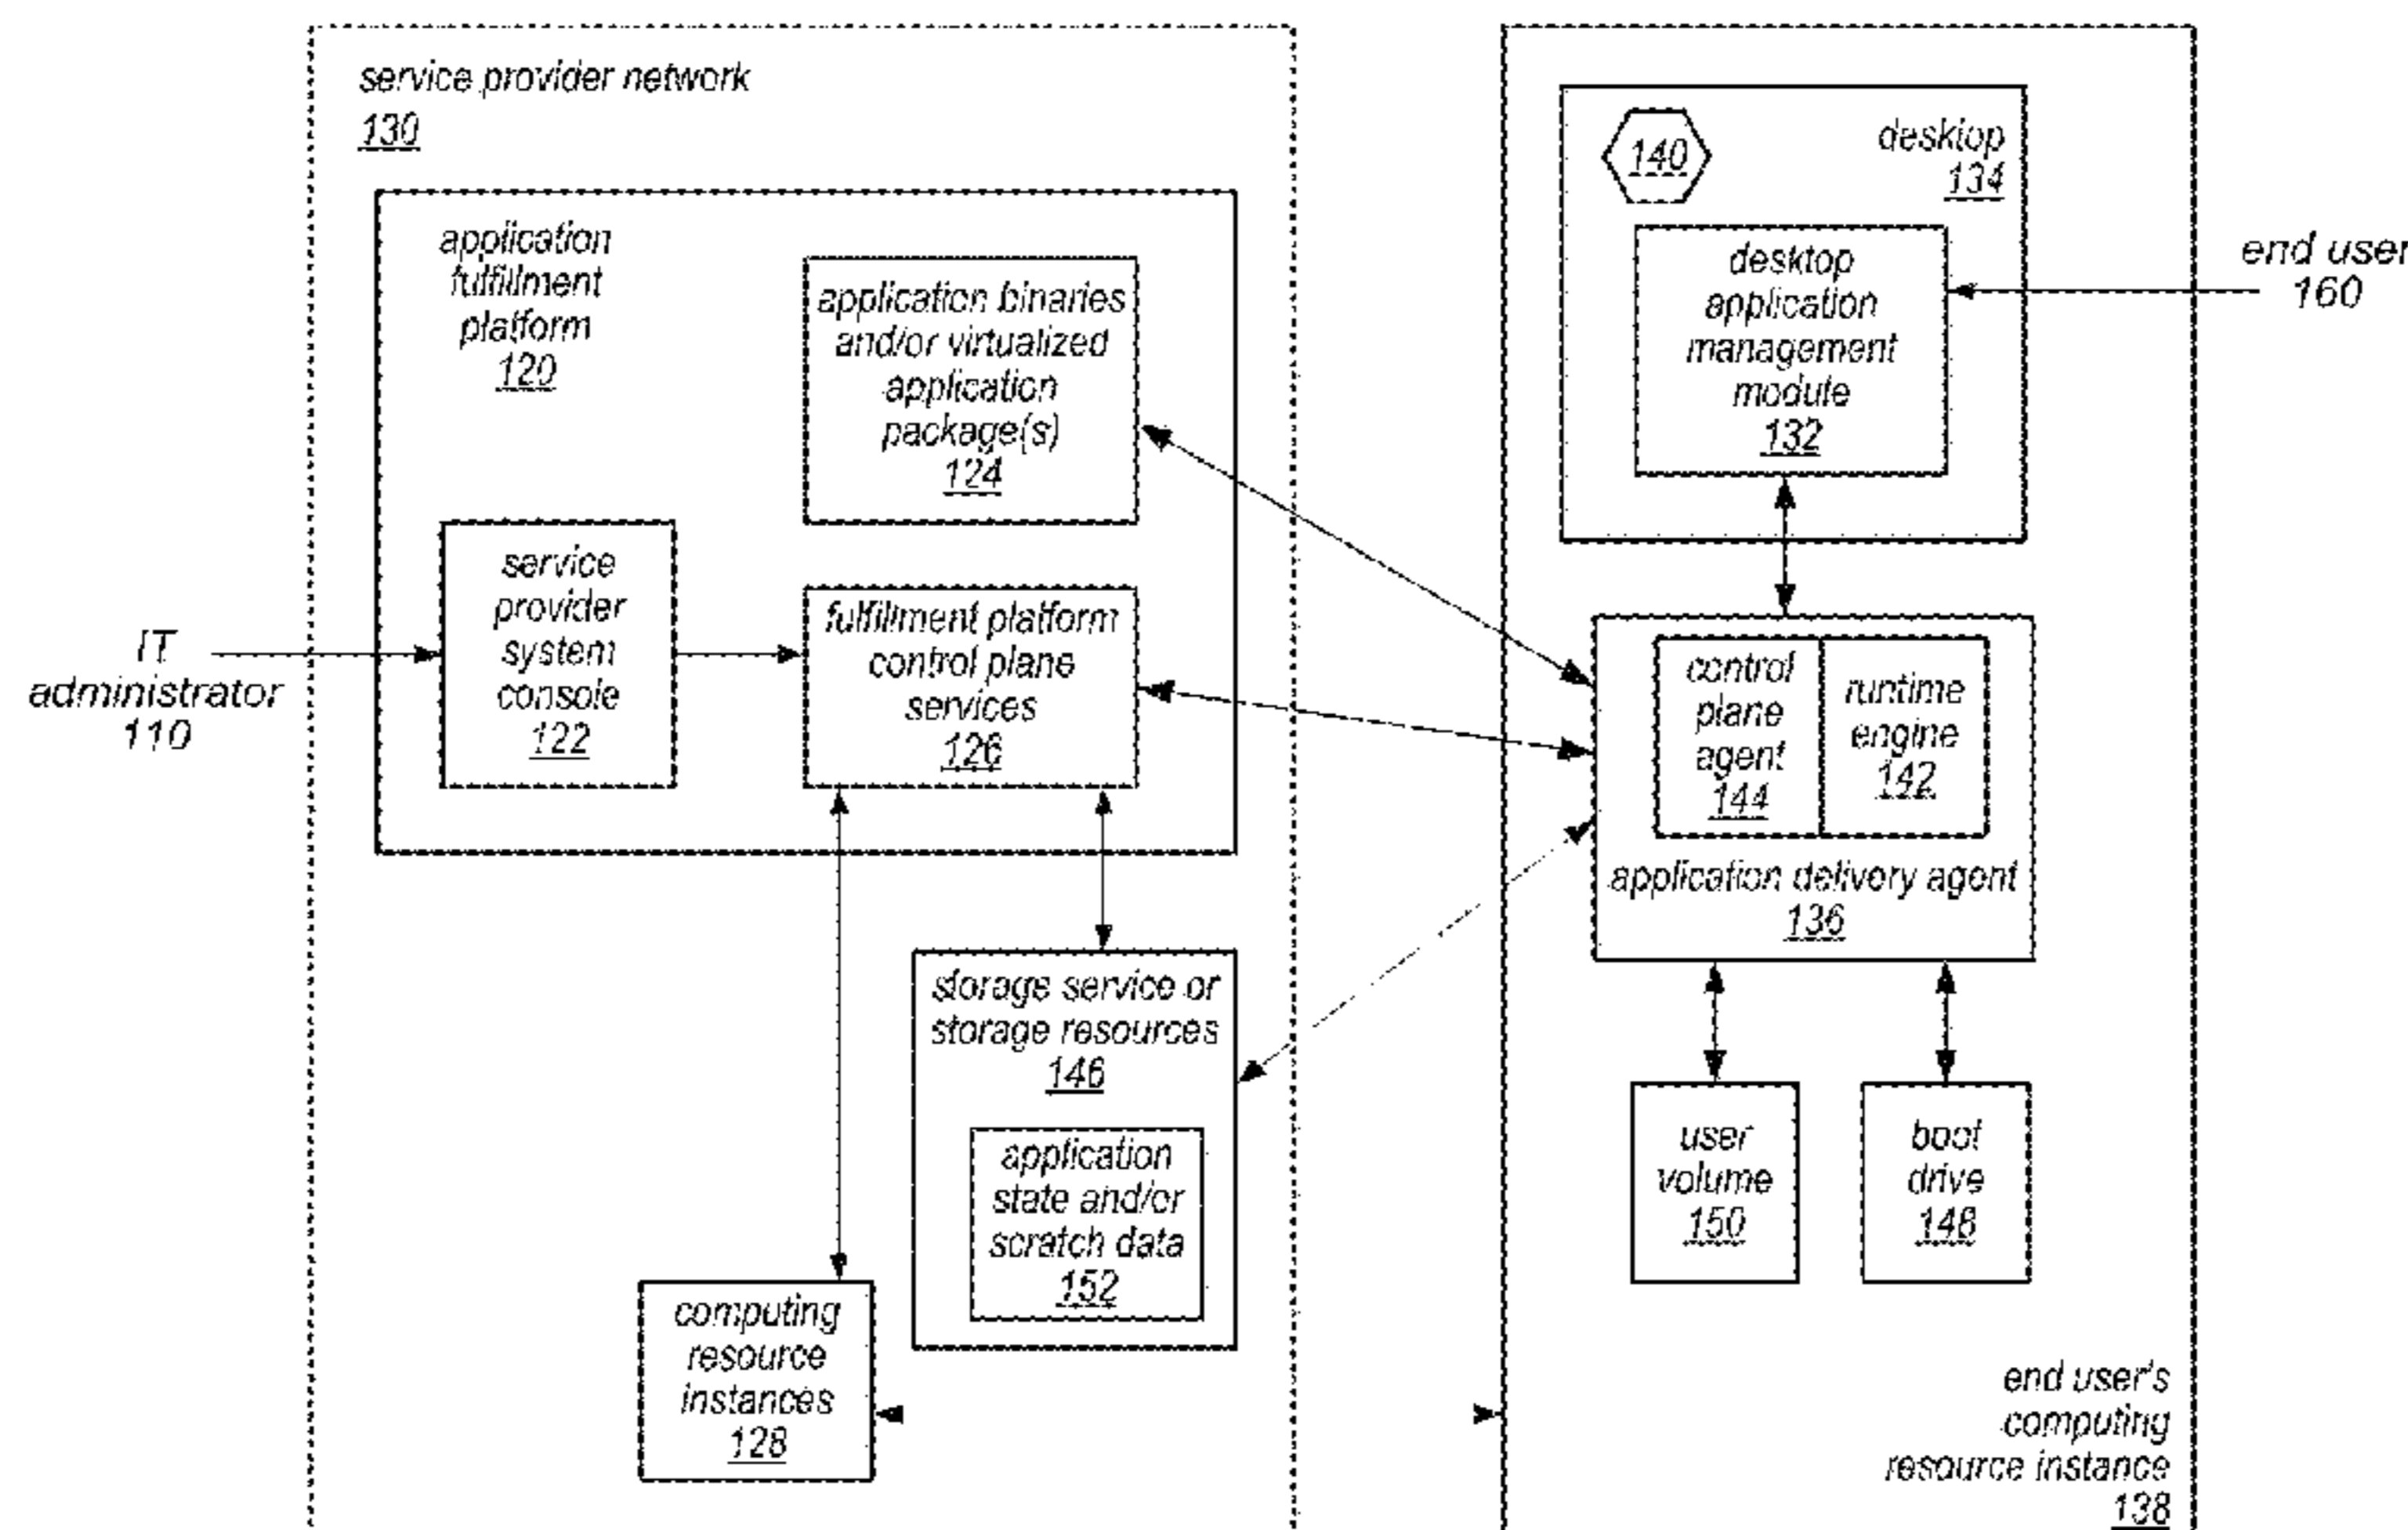 service provider network
130
application
fulfillment
platform
120
application binaries
and/or virtualized
application
package(s)
124
service
provider
system
console
122
fulfillment platform
control plane
services
126
IT
administrator
110
storage service or
storage resources
146
application
state and/or
scratch data
152
computing
resource
instances
128
140
desktop
134
desktop
application
management
module
132
end user
160
control
plane
agent
144
runtime
engine
142
application delivery agent
136
user
volume
150
boot
drive
148
end user's
computing
resource instance
138